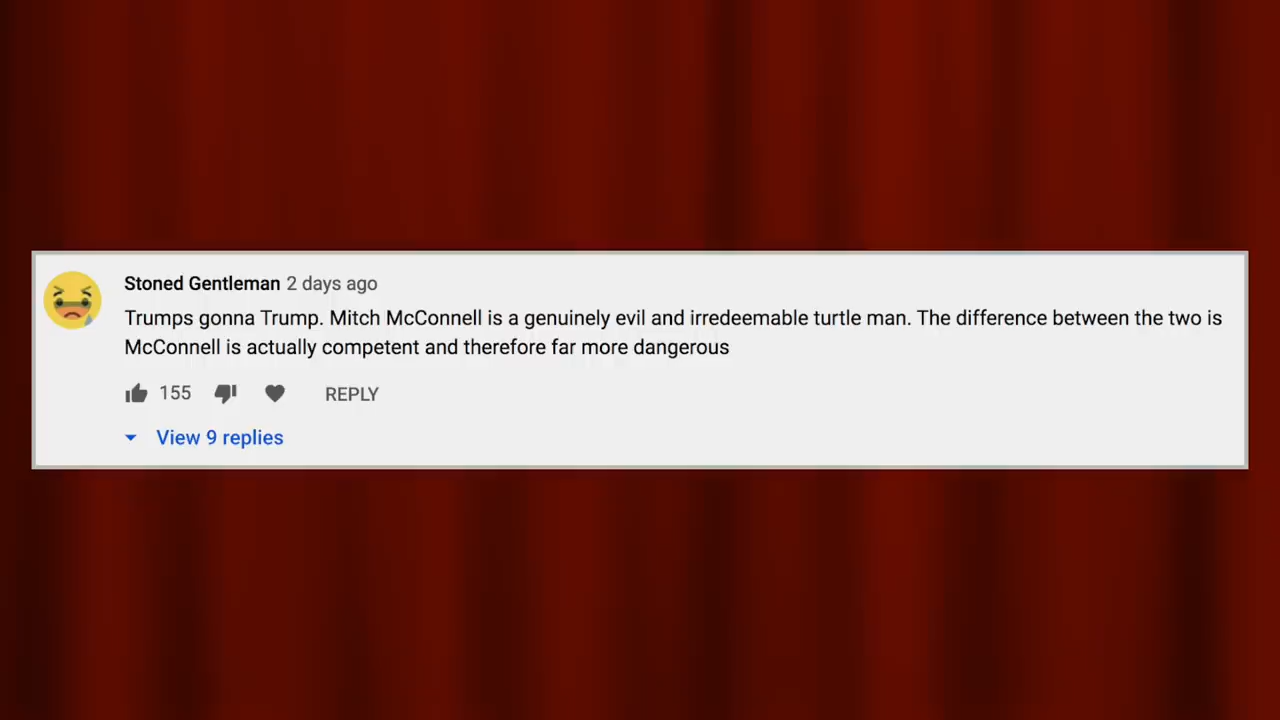 Stoned Gentleman 2 days ago
Trumps gonna Trump. Mitch McConnell is a genuinely evil and irredeemable turtle man. The difference between the two is
McConnell is actually competent and therefore far more dangerous
155 REPLY
View 9 replies